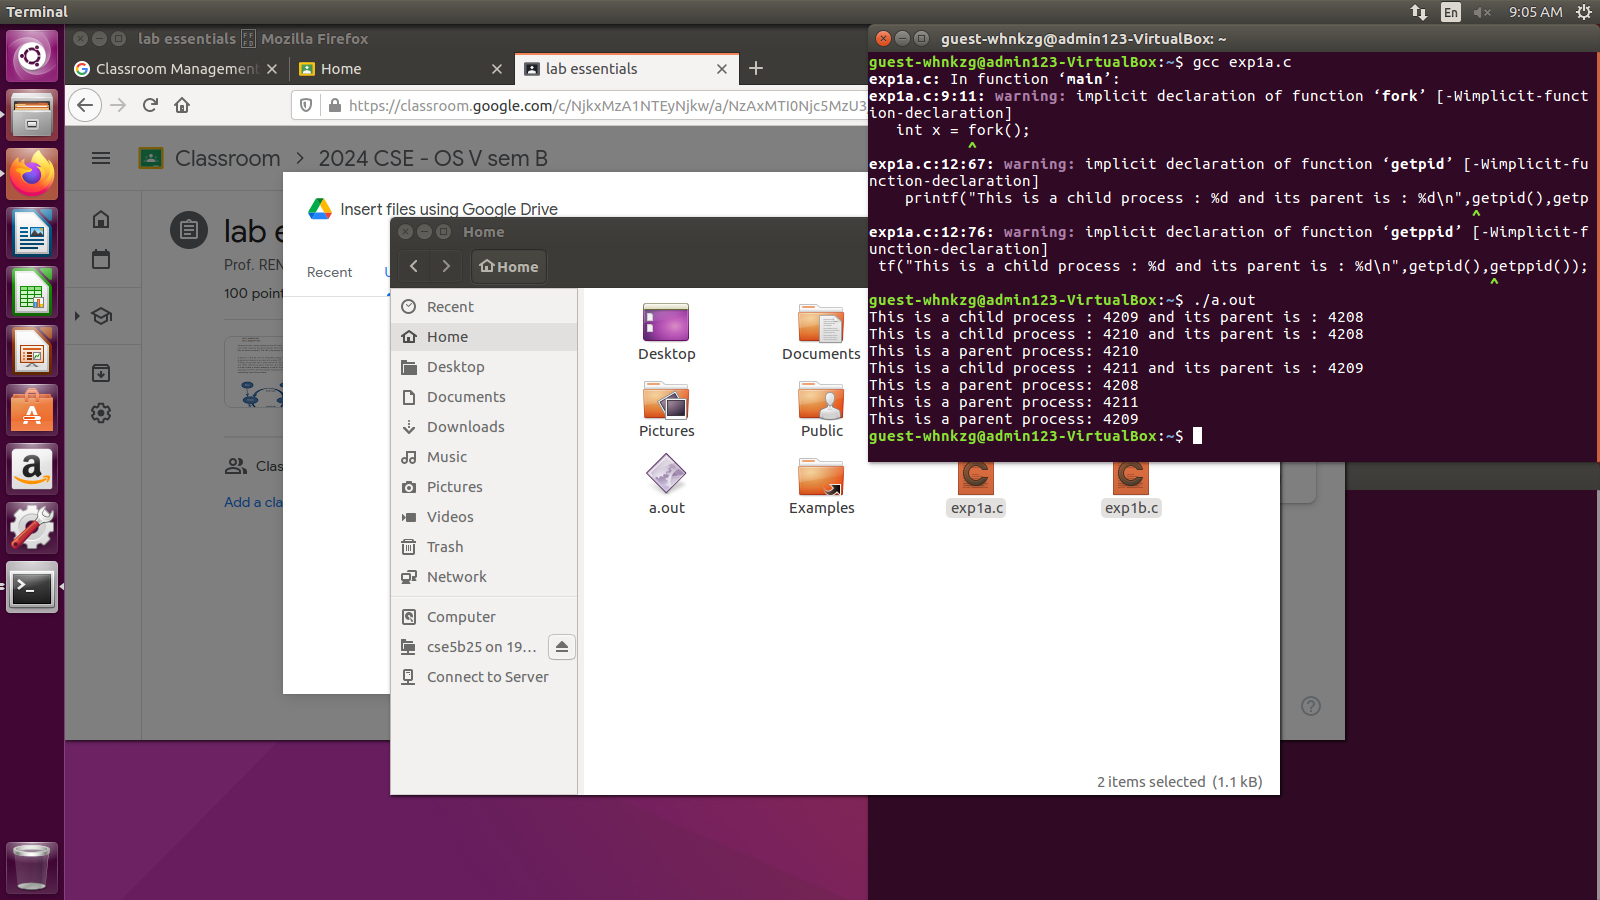 Terminal
En
9:05 AM
lab essentials
Mozilla Firefox
Classroom Management
Home
lab essentials
https://classroom.google.com/c/NjkxMzA1NTEyNjkw/a/NzAxMTI0Njc5MzU3
Classroom
2024 CSE - OS V sem B
lab e
Prof. REN
100 point
Clas
Add a cla
Insert files using Google Drive
Recent
Home
Home
Recent
Home
Desktop
Documents
Downloads
Music
Pictures
Videos
Trash
Network
Computer
cse5b25 on 19...
Connect to Server
Desktop
Documents
Pictures
Public
a.out
Examples
exp1a.c
exp1b.c
2 items selected (1.1 kB)
guest-whnkzg@admin123-VirtualBox: ~
guest-whnkzg@admin123-VirtualBox:~$ gcc exp1a.c
exp1a.c: In function ‘main’:
exp1a.c:9:11: warning: implicit declaration of function ‘fork’ [-Wimplicit-funct
ion-declaration]
int x = fork();
^
exp1a.c:12:67: warning: implicit declaration of function ‘getpid’ [-Wimplicit-fu
nction-declaration]
printf("This is a child process : %d and its parent is : %d\n",getpid(),getp
^
exp1a.c:12:76: warning: implicit declaration of function ‘getppid’ [-Wimplicit-f
unction-declaration]
tf("This is a child process : %d and its parent is : %d\n",getpid(),getppid());
^
guest-whnkzg@admin123-VirtualBox:~$ ./a.out
This is a child process : 4209 and its parent is : 4208
This is a child process : 4210 and its parent is : 4208
This is a parent process: 4210
This is a child process : 4211 and its parent is : 4209
This is a parent process: 4208
This is a parent process: 4211
This is a parent process: 4209
guest-whnkzg@admin123-VirtualBox:~$